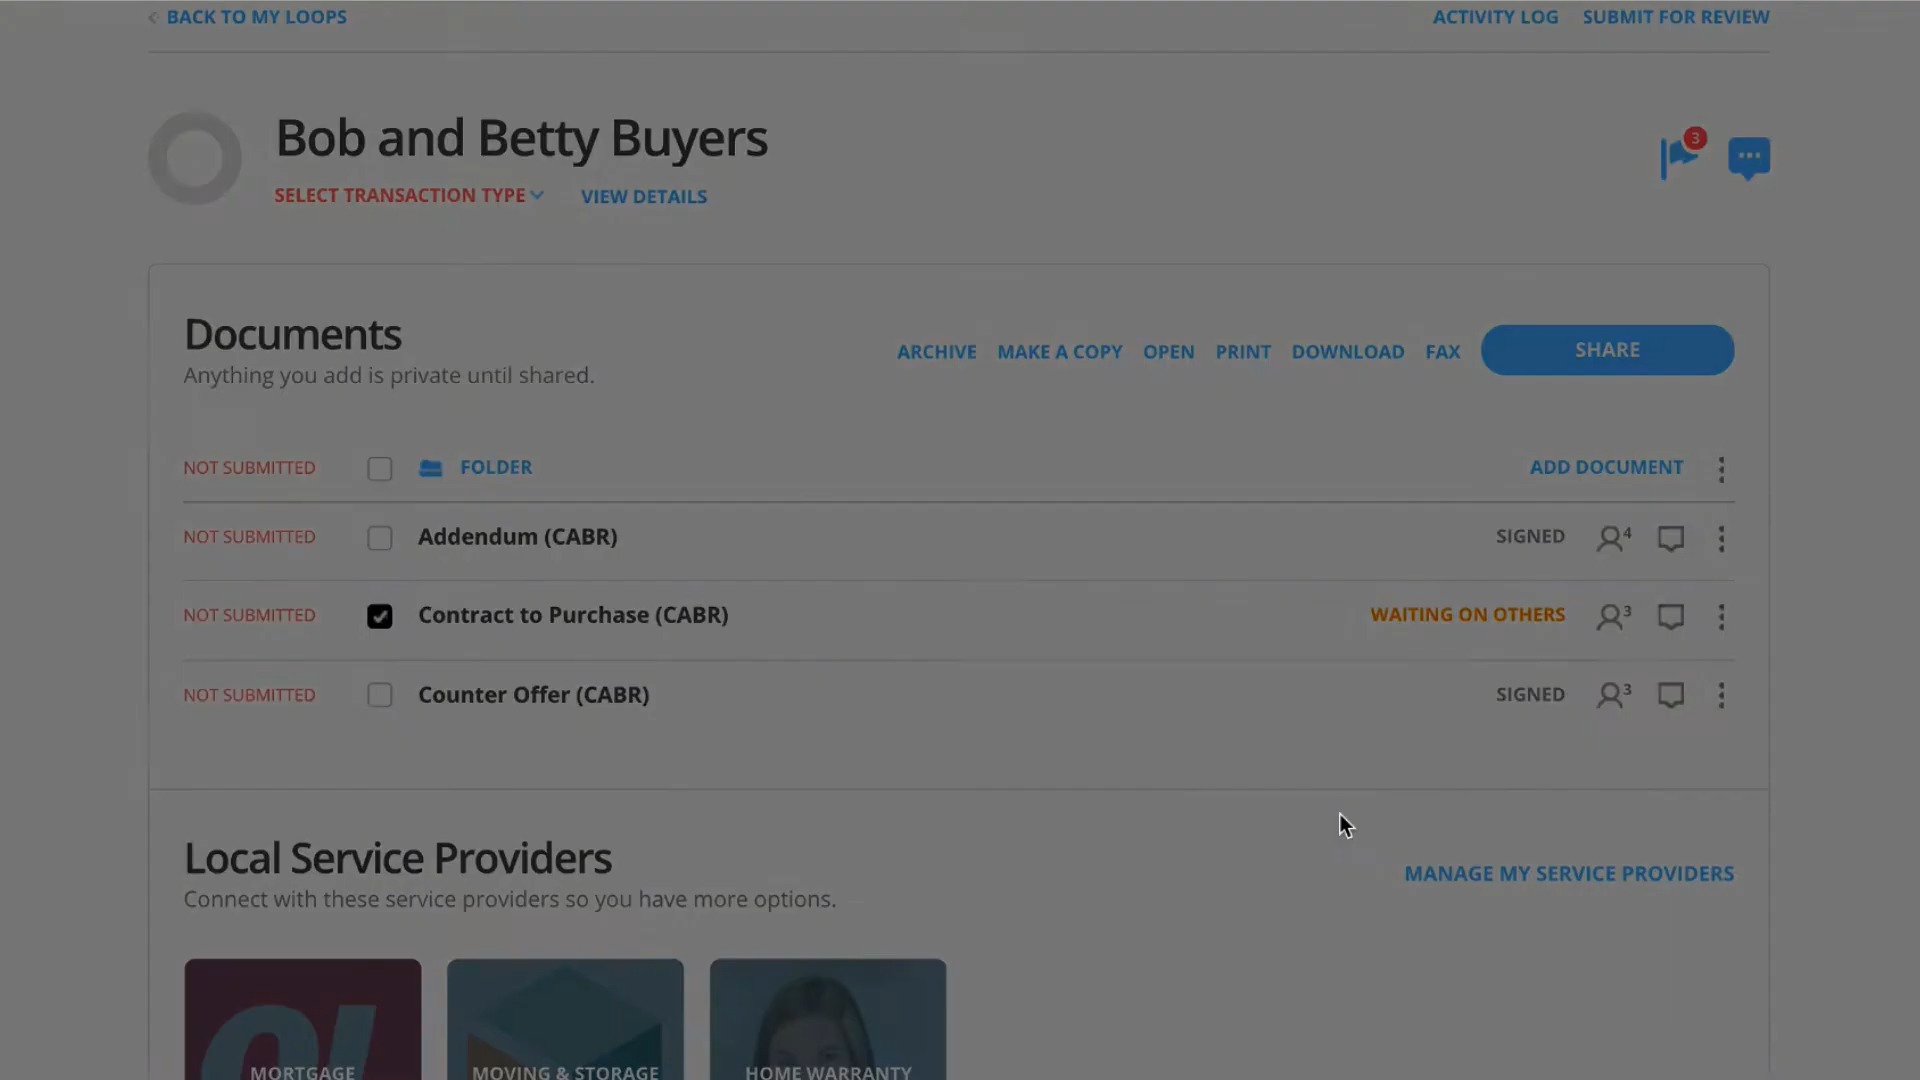 BACK TO MY LOOPS
ACTIVITY LOG SUBMIT FOR REVIEW
Bob and Betty Buyers
3
SELECT TRANSACTION TYPE VIEW DETAILS
Documents
Anything you add is private until shared.
ARCHIVE MAKE A COPY OPEN PRINT DOWNLOAD FAX SHARE
NOT SUBMITTED FOLDER ADD DOCUMENT
NOT SUBMITTED Addendum (CABR) SIGNED 4
NOT SUBMITTED Contract to Purchase (CABR) WAITING ON OTHERS 3
NOT SUBMITTED Counter Offer (CABR) SIGNED 3
Local Service Providers
Connect with these service providers so you have more options.
MANAGE MY SERVICE PROVIDERS
MORTGAGE MOVING & STORAGE HOME WARRANTY